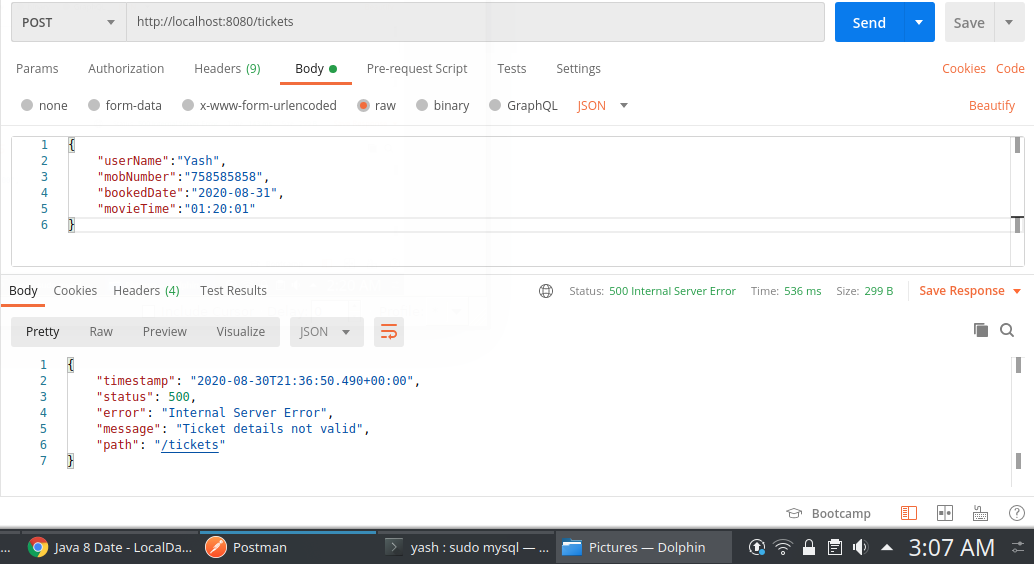 POST
http://localhost:8080/tickets
Send
Save
Params
Authorization
Headers (9)
Body
Pre-request Script
Tests
Settings
Cookies
Code
none
form-data
x-www-form-urlencoded
raw
binary
GraphQL
JSON
Beautify
1 {
2 "userName":"Yash",
3 "mobNumber":"758585858",
4 "bookedDate":"2020-08-31",
5 "movieTime":"01:20:01"
6 }
Body
Cookies
Headers (4)
Test Results
Status: 500 Internal Server Error
Time: 536 ms
Size: 299 B
Save Response
Pretty
Raw
Preview
Visualize
JSON
1 {
2 "timestamp": "2020-08-30T21:36:50.490+00:00",
3 "status": 500,
4 "error": "Internal Server Error",
5 "message": "Ticket details not valid",
6 "path": "/tickets"
7 }
Bootcamp
...
Java 8 Date - LocalDa...
Postman
yash : sudo mysql — ...
Pictures — Dolphin
3:07 AM